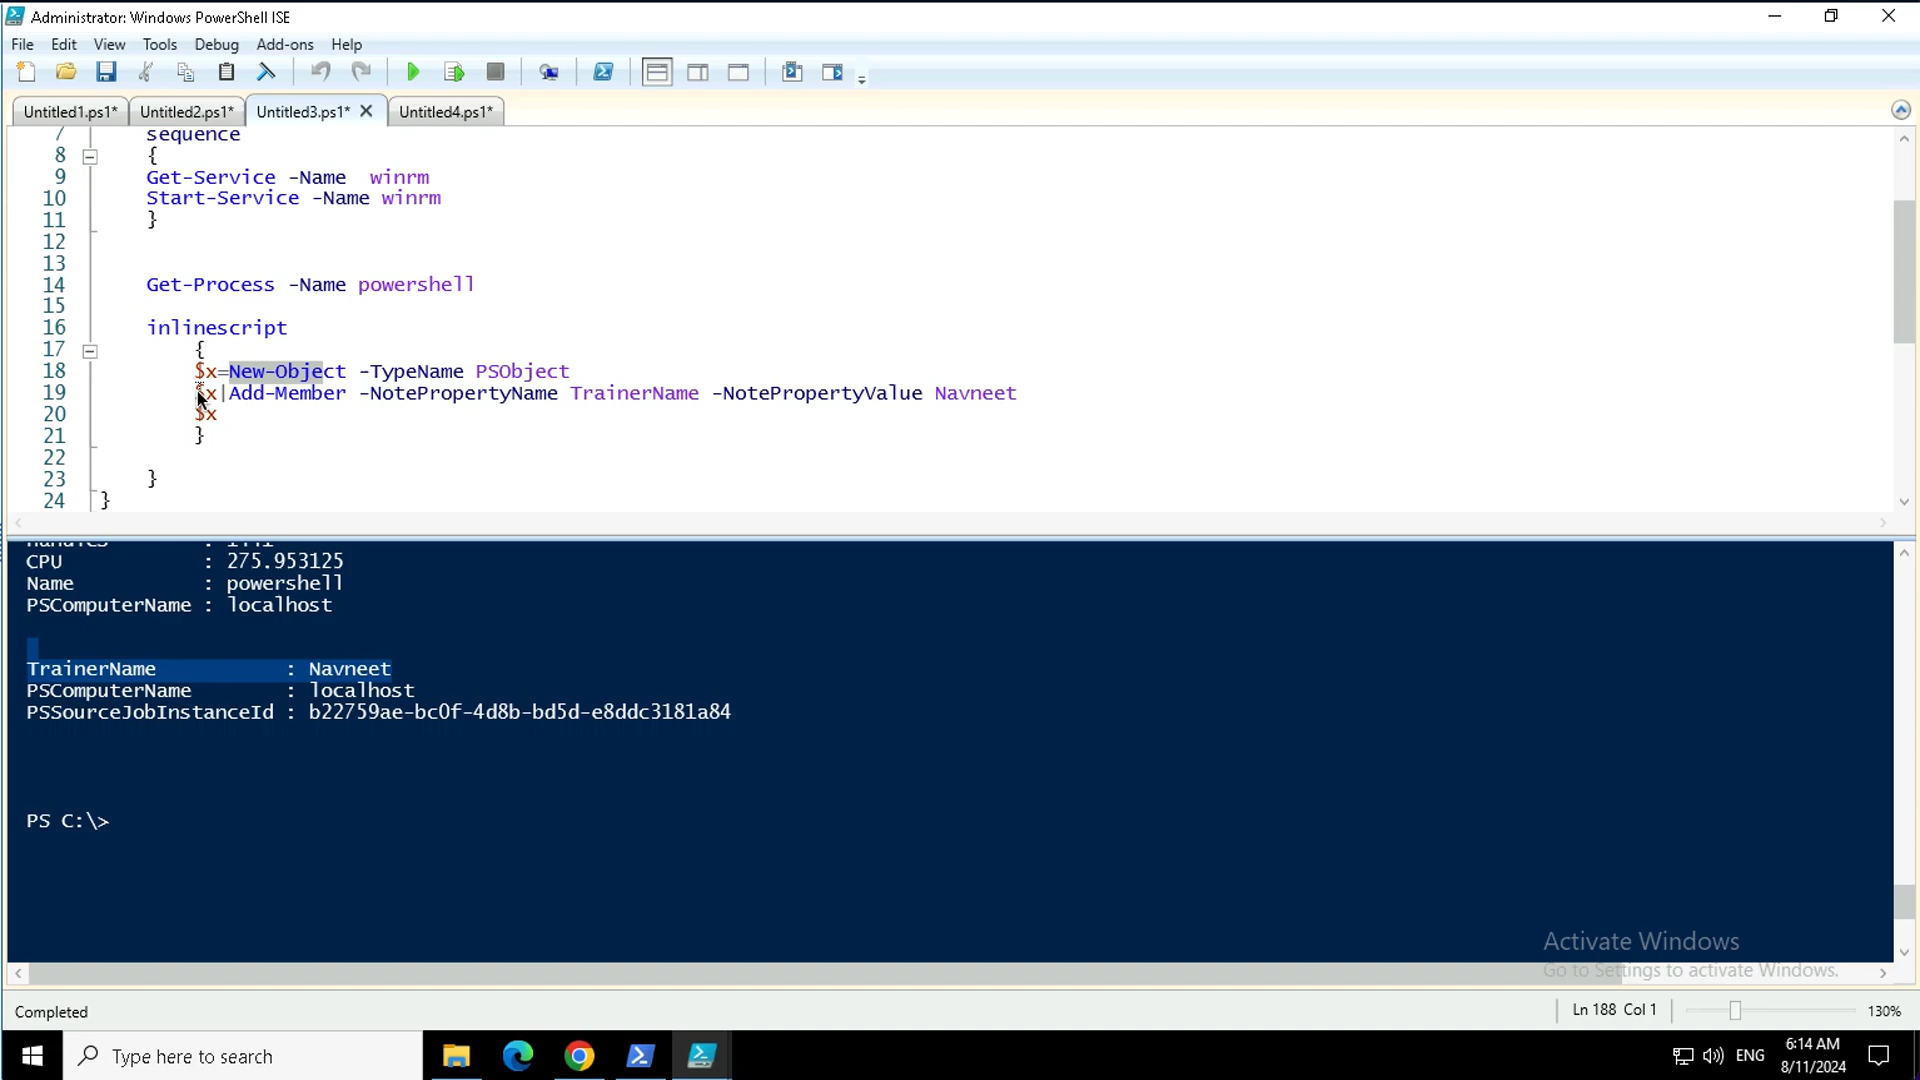 Administrator: Windows PowerShell ISE
File Edit View Tools Debug Add-ons Help
Untitled1.ps1* Untitled2.ps1* Untitled3.ps1* Untitled4.ps1*
7 sequence
8 {
9 Get-Service -Name  winrm
10 Start-Service -Name winrm
11 }
12
13
14 Get-Process -Name powershell
15
16 inlinescript
17 {
18 $x=New-Object -TypeName PSObject
19 $x|Add-Member -NotePropertyName TrainerName -NotePropertyValue Navneet
20 $x
21 }
22
23 }
24 }
CPU : 275.953125
Name : powershell
PSComputerName : localhost
TrainerName : Navneet
PSComputerName : localhost
PSSourceJobInstanceId : b22759ae-bc0f-4d8b-bd5d-e8ddc3181a84
PS C:\>
Activate Windows
Go to Settings to activate Windows.
Completed
Ln 188 Col 1
130%
Type here to search
ENG
6:14 AM
8/11/2024